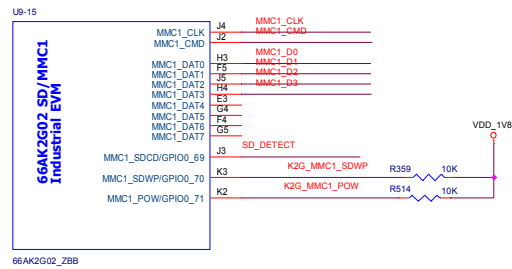 U9-15
66AK2G02 SD/MMC1
Industrial EVM
MMC1_CLK J4 MMC1_CLK
MMC1_CMD J2 MMC1_CMD
MMC1_DAT0 H3 MMC1_D0
MMC1_DAT1 F5 MMC1_D1
MMC1_DAT2 J5 MMC1_D2
MMC1_DAT3 H4 MMC1_D3
MMC1_DAT4 E3
MMC1_DAT5 G4
MMC1_DAT6 F4
MMC1_DAT7 G5
VDD_1V8
MMC1_SDCD/GPIO0_69 J3 SD_DETECT
MMC1_SDWP/GPIO0_70 K3 K2G_MMC1_SDWP R359 10K
MMC1_POW/GPIO0_71 K2 K2G_MMC1_POW R514 10K
66AK2G02_ZBB